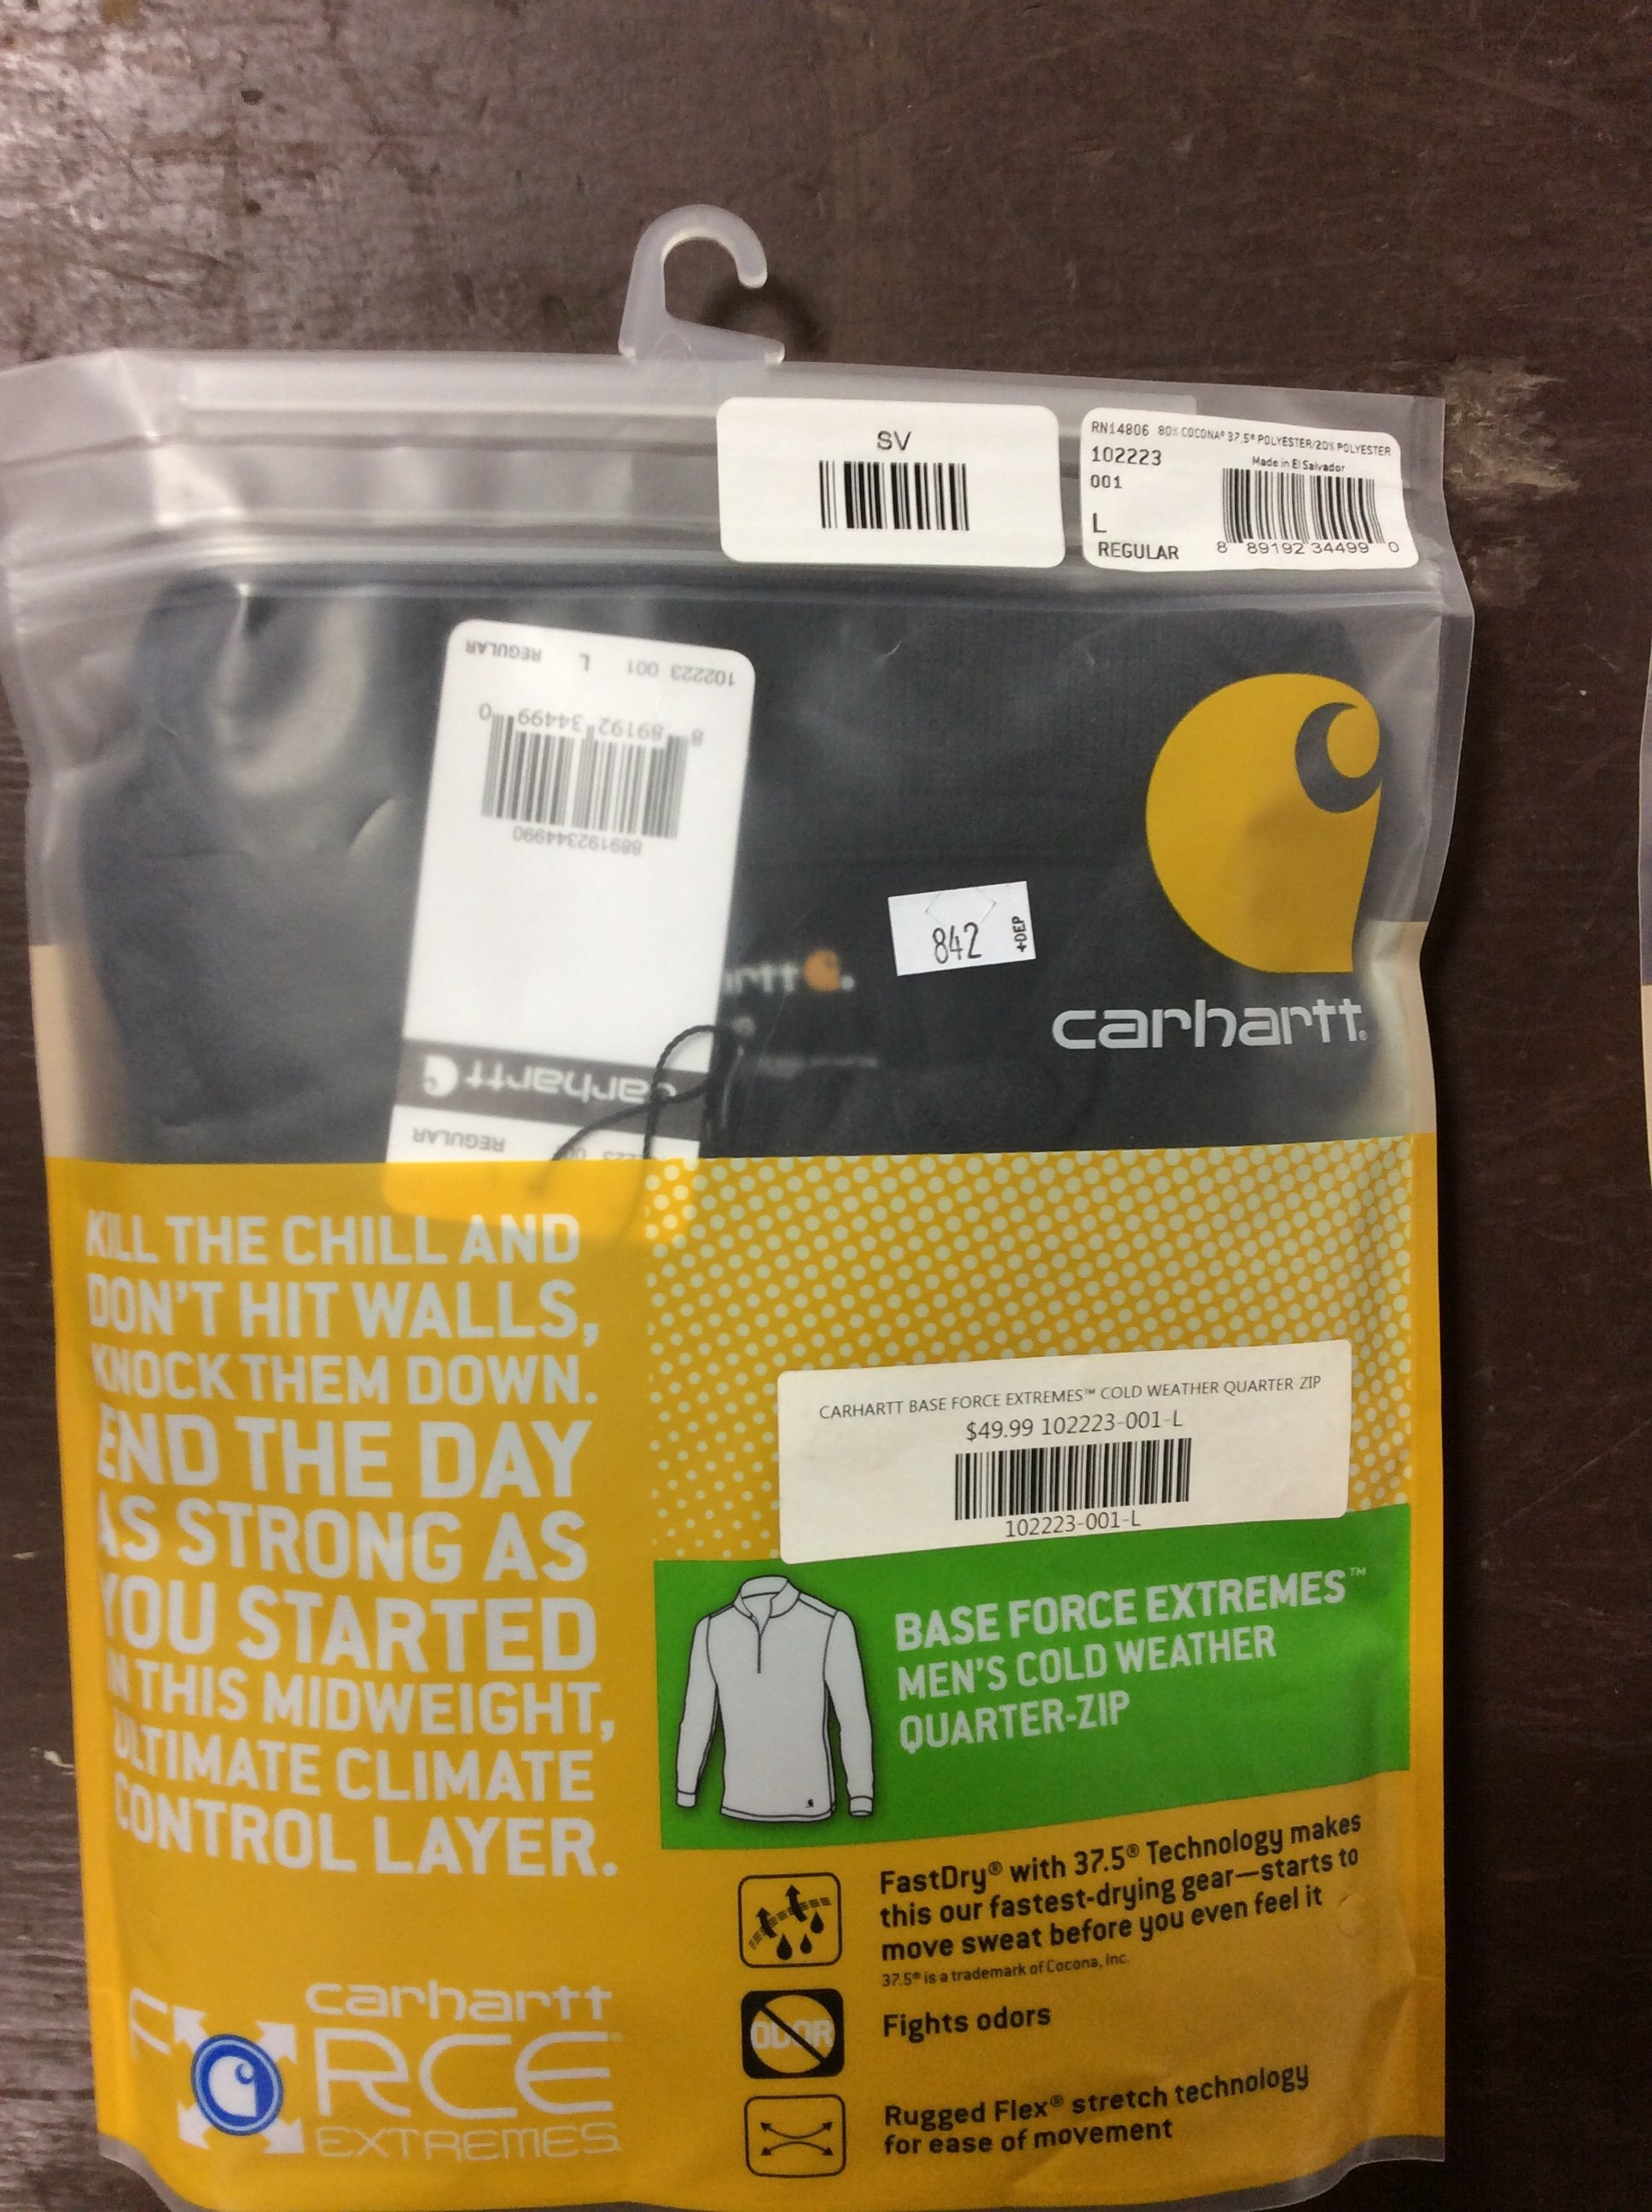 SV
RN14806 80% COCONA® 37.5® POLYESTER/20% POLYESTER
102223
Made in El Salvador
001
L
REGULAR
8 89192 34499 0
102223 001 L REGULAR
8 89192 34499 0
889192344990
carhartt
REGULAR
rtt
842
+DEP
carhartt®
KILL THE CHILL AND
DON'T HIT WALLS,
KNOCK THEM DOWN.
END THE DAY
AS STRONG AS
YOU STARTED
IN THIS MIDWEIGHT,
ULTIMATE CLIMATE
CONTROL LAYER.
CARHARTT BASE FORCE EXTREMES™ COLD WEATHER QUARTER ZIP
$49.99 102223-001-L
102223-001-L
BASE FORCE EXTREMES™
MEN'S COLD WEATHER
QUARTER-ZIP
FastDry® with 37.5® Technology makes
this our fastest-drying gear—starts to
move sweat before you even feel it
37.5® is a trademark of Cocona, Inc.
ODOR
Fights odors
Rugged Flex® stretch technology
for ease of movement
carhartt
FORCE
EXTREMES